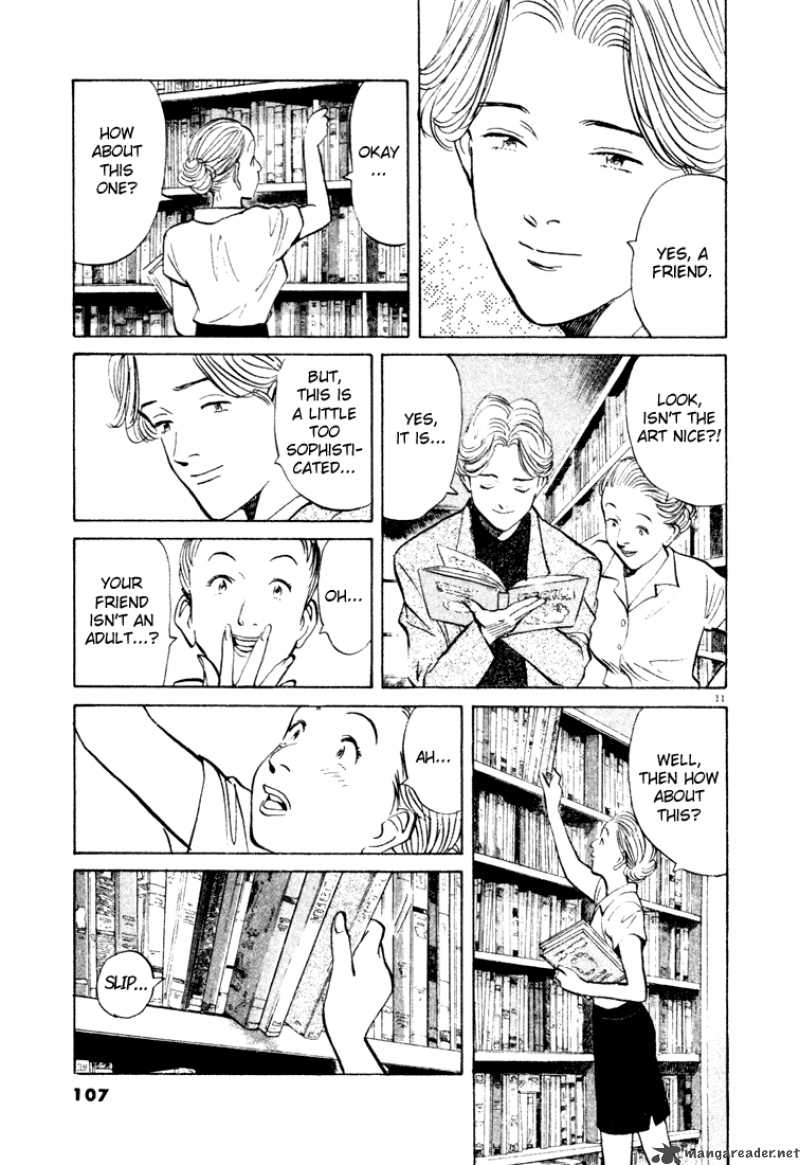 YES, A
FRIEND.
OKAY
...
HOW
ABOUT
THIS
ONE?
LOOK,
ISN'T THE
ART NICE?!
YES,
IT IS...
BUT,
THIS IS
A LITTLE
TOO
SOPHISTI-
CATED...
OH...
YOUR
FRIEND
ISN'T AN
ADULT...?
11
WELL,
THEN HOW
ABOUT
THIS?
AH...
SLIP...
107
Mangareader.net